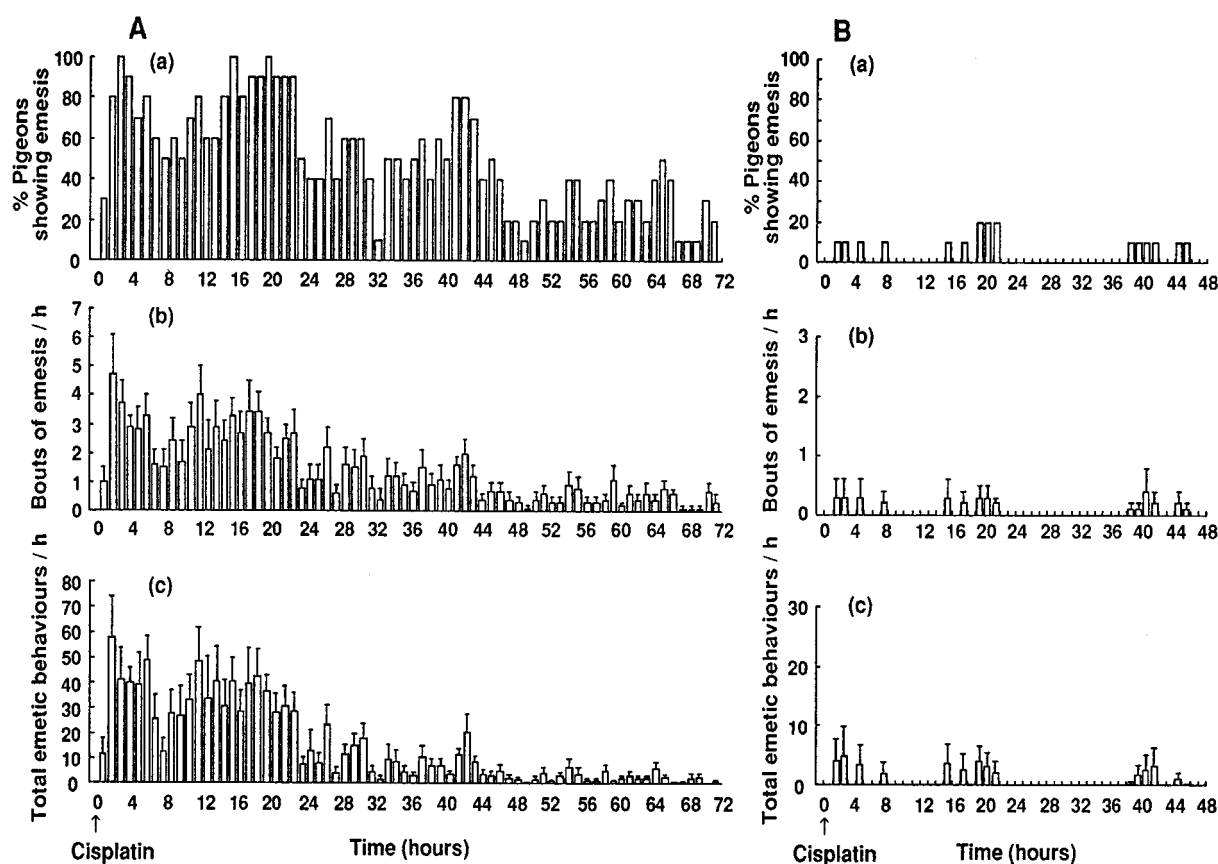 A
(a)
% Pigeons
showing emesis
100
80
60
40
20
0
0 4 8 12 16 20 24 28 32 36 40 44 48 52 56 60 64 68 72
(b)
Bouts of emesis / h
7
6
5
4
3
2
1
0
0 4 8 12 16 20 24 28 32 36 40 44 48 52 56 60 64 68 72
(c)
Total emetic behaviours / h
80
70
60
50
40
30
20
10
0
0 4 8 12 16 20 24 28 32 36 40 44 48 52 56 60 64 68 72
↑
Cisplatin
Time (hours)
B
(a)
% Pigeons
showing emesis
100
80
60
40
20
0
0 4 8 12 16 20 24 28 32 36 40 44 48
(b)
Bouts of emesis / h
3
2
1
0
0 4 8 12 16 20 24 28 32 36 40 44 48
(c)
Total emetic behaviours / h
30
20
10
0
0 4 8 12 16 20 24 28 32 36 40 44 48
↑
Cisplatin
Time (hours)